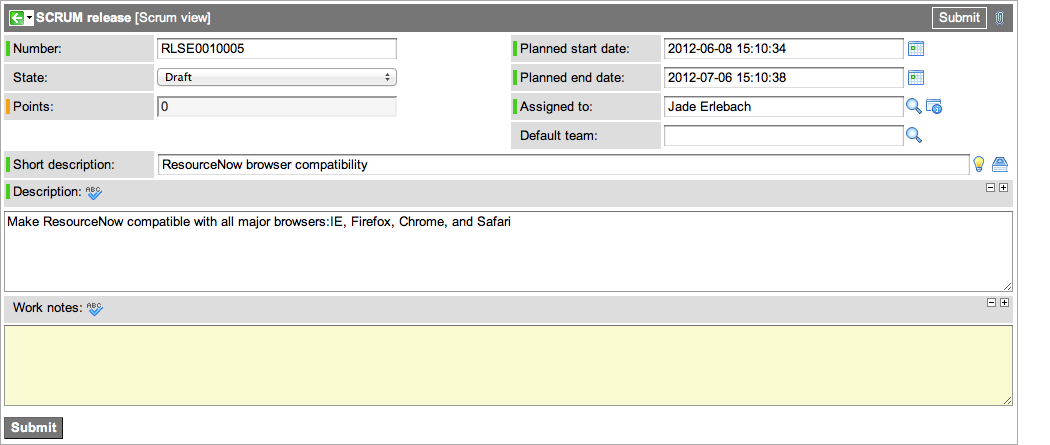 SCRUM release [Scrum view] Submit
Number: RLSE0010005 Planned start date: 2012-06-08 15:10:34
State: Draft Planned end date: 2012-07-06 15:10:38
Points: 0 Assigned to: Jade Erlebach
Default team:
Short description: ResourceNow browser compatibility
Description: ABC
Make ResourceNow compatible with all major browsers:IE, Firefox, Chrome, and Safari
Work notes: ABC
Submit